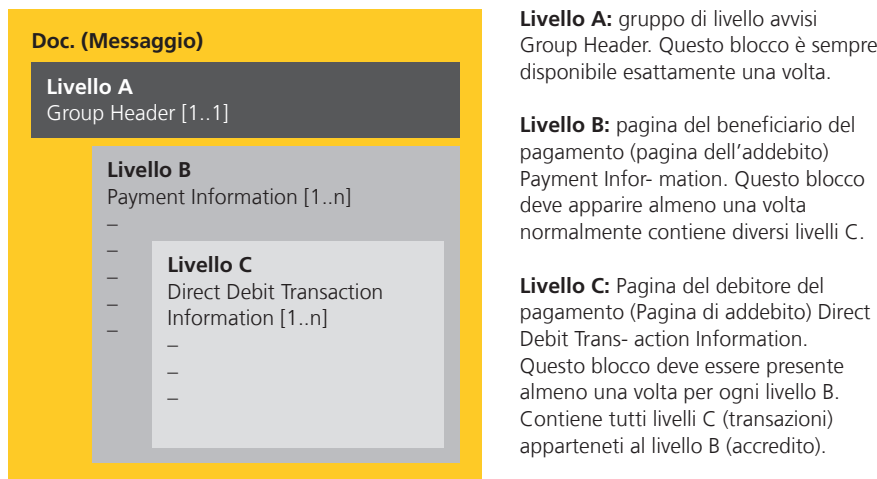 Doc. (Messaggio)
Livello A
Group Header [1..1]
Livello B
Payment Information [1..n]
–
–
–
–
–
Livello C
Direct Debit Transaction
Information [1..n]
–
–
–
Livello A: gruppo di livello avvisi
Group Header. Questo blocco è sempre
disponibile esattamente una volta.
Livello B: pagina del beneficiario del
pagamento (pagina dell’addebito)
Payment Infor- mation. Questo blocco
deve apparire almeno una volta
normalmente contiene diversi livelli C.
Livello C: Pagina del debitore del
pagamento (Pagina di addebito) Direct
Debit Trans- action Information.
Questo blocco deve essere presente
almeno una volta per ogni livello B.
Contiene tutti livelli C (transazioni)
apparteneti al livello B (accredito).